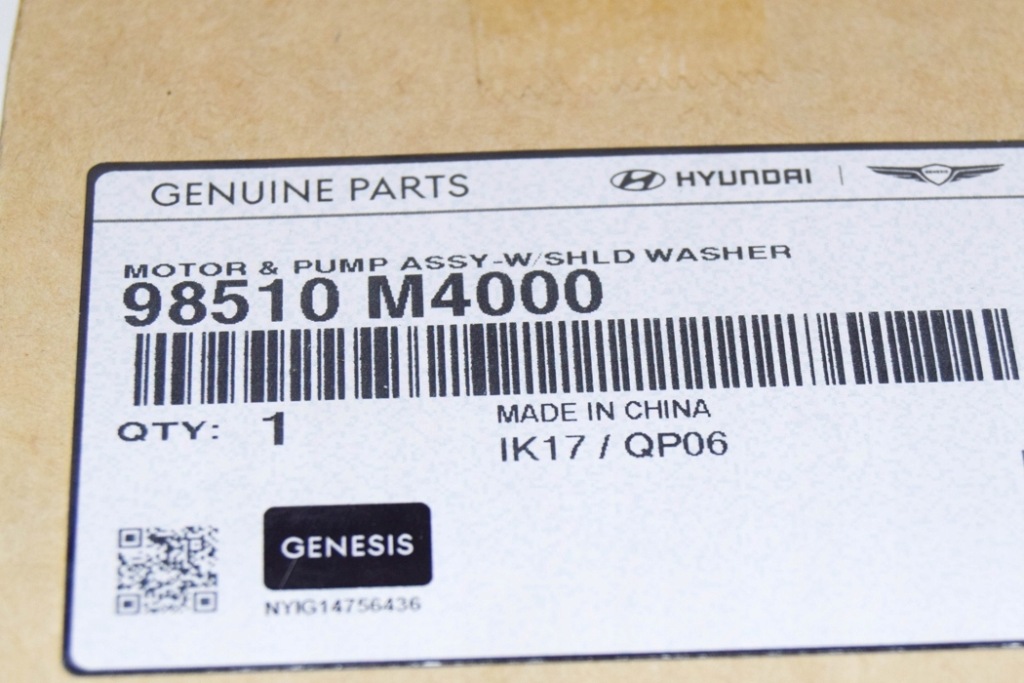 GENUINE PARTS HYUNDAI GENESIS
MOTOR & PUMP ASSY-W/SHLD WASHER
98510 M4000
QTY: 1
MADE IN CHINA
IK17 / QP06
GENESIS
NYIG14756436